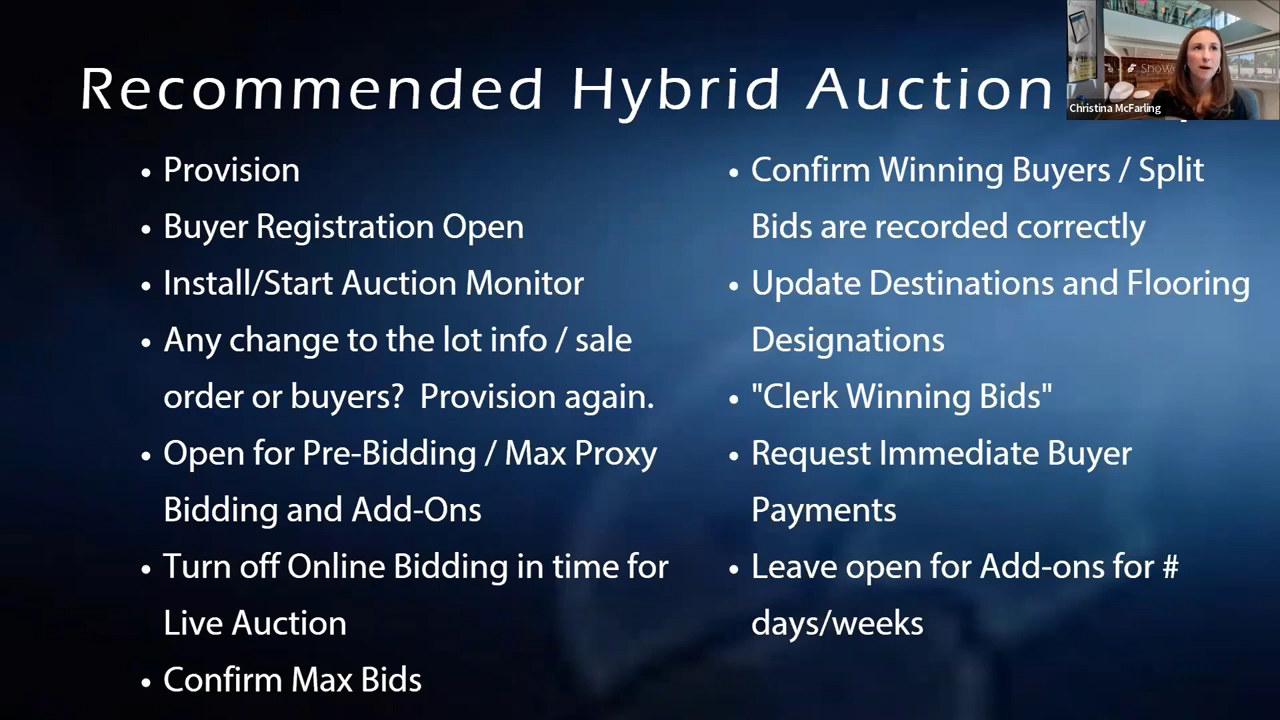 Recommended Hybrid Auction
Christina McFarling
• Provision
• Buyer Registration Open
• Install/Start Auction Monitor
• Any change to the lot info / sale
order or buyers?  Provision again.
• Open for Pre-Bidding / Max Proxy
Bidding and Add-Ons
• Turn off Online Bidding in time for
Live Auction
• Confirm Max Bids
• Confirm Winning Buyers / Split
Bids are recorded correctly
• Update Destinations and Flooring
Designations
• "Clerk Winning Bids"
• Request Immediate Buyer
Payments
• Leave open for Add-ons for #
days/weeks